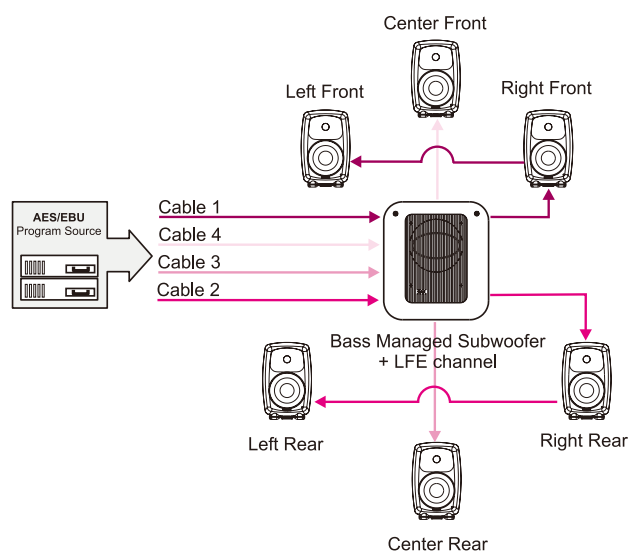 Center Front
Left Front
Right Front
AES/EBU
Program Source
Cable 1
Cable 4
Cable 3
Cable 2
Bass Managed Subwoofer
+ LFE channel
Left Rear
Right Rear
Center Rear